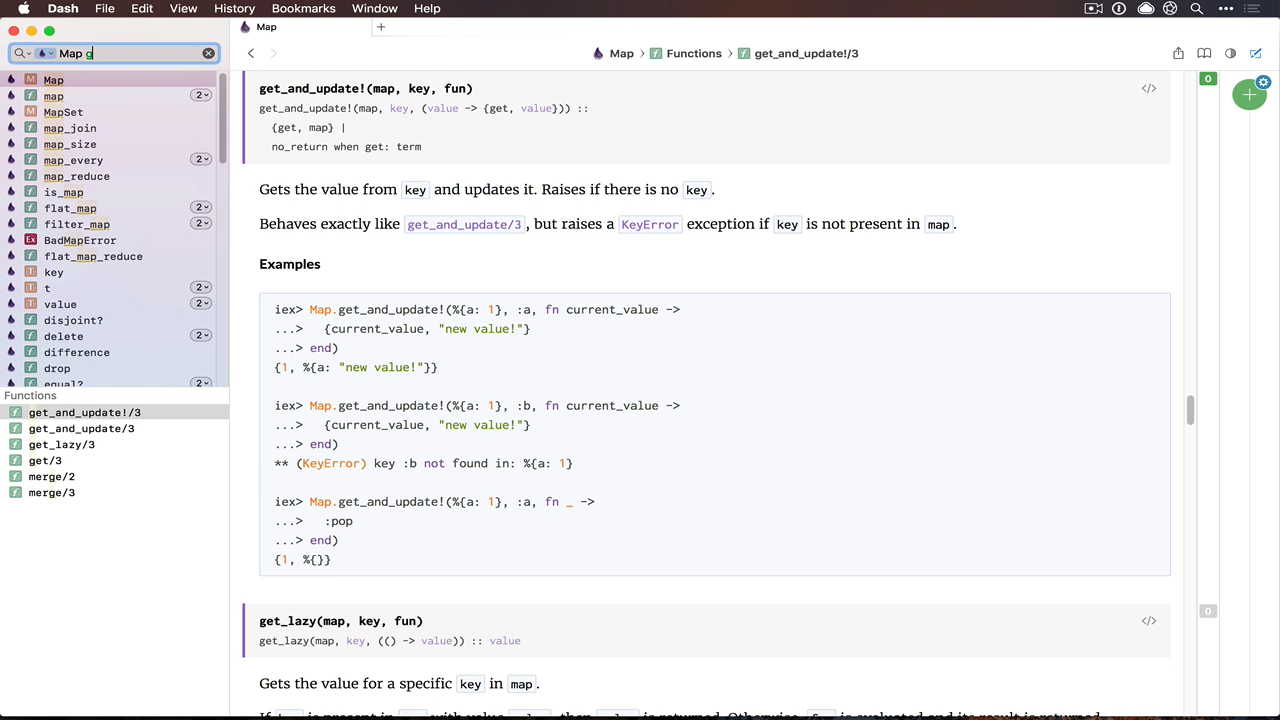 Dash File Edit View History Bookmarks Window Help
Map
Map g
Map
map 2
MapSet
map_join
map_size
map_every 2
map_reduce
is_map
flat_map 2
filter_map 2
BadMapError
flat_map_reduce
key
t 2
value 2
disjoint?
delete 2
difference
drop
equal? 2
Functions
get_and_update!/3
get_and_update/3
get_lazy/3
get/3
merge/2
merge/3
Map Functions get_and_update!/3
get_and_update!(map, key, fun) </>
get_and_update!(map, key, (value -> {get, value})) ::
{get, map} |
no_return when get: term
Gets the value from key and updates it. Raises if there is no key.
Behaves exactly like get_and_update/3, but raises a KeyError exception if key is not present in map.
Examples
iex> Map.get_and_update!(%{a: 1}, :a, fn current_value ->
...> {current_value, "new value!"}
...> end)
{1, %{a: "new value!"}}
iex> Map.get_and_update!(%{a: 1}, :b, fn current_value ->
...> {current_value, "new value!"}
...> end)
** (KeyError) key :b not found in: %{a: 1}
iex> Map.get_and_update!(%{a: 1}, :a, fn _ ->
...> :pop
...> end)
{1, %{}}
get_lazy(map, key, fun) </>
get_lazy(map, key, (() -> value)) :: value
Gets the value for a specific key in map.
0
0